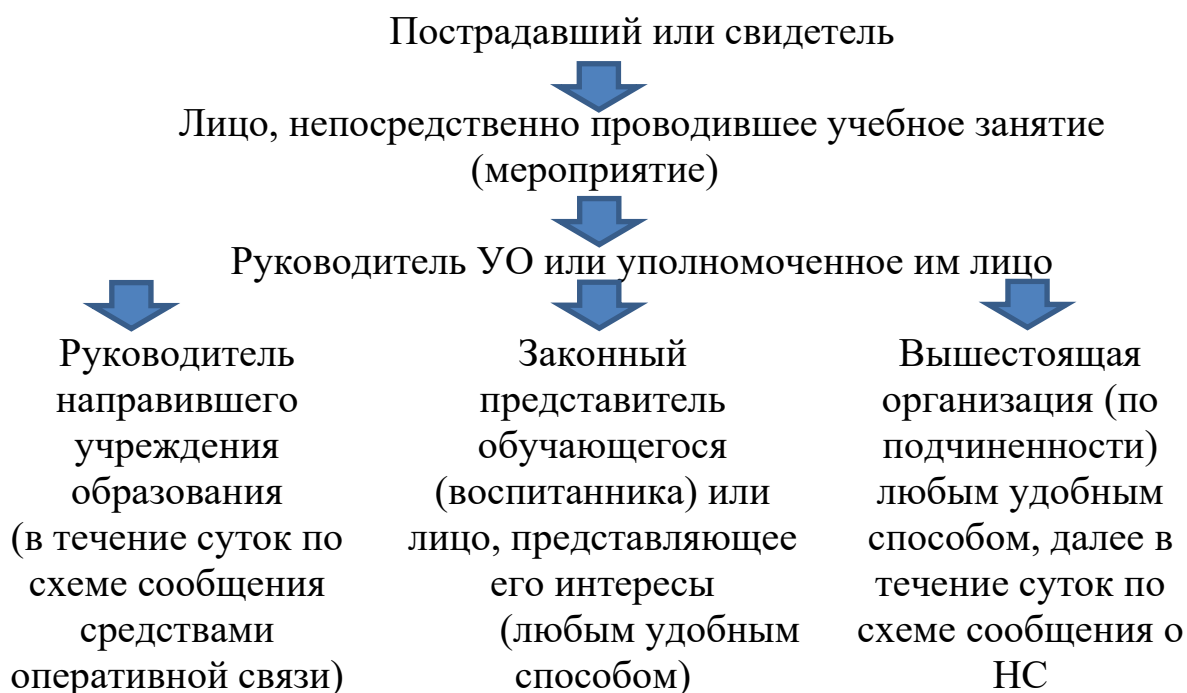 Пострадавший или свидетель
Лицо, непосредственно проводившее учебное занятие
(мероприятие)
Руководитель УО или уполномоченное им лицо
Руководитель
направившего
учреждения
образования
(в течение суток по
схеме сообщения
средствами
оперативной связи)
Законный
представитель
обучающегося
(воспитанника) или
лицо, представляющее
его интересы
(любым удобным
способом)
Вышестоящая
организация (по
подчиненности)
любым удобным
способом, далее в
течение суток по
схеме сообщения о
НС